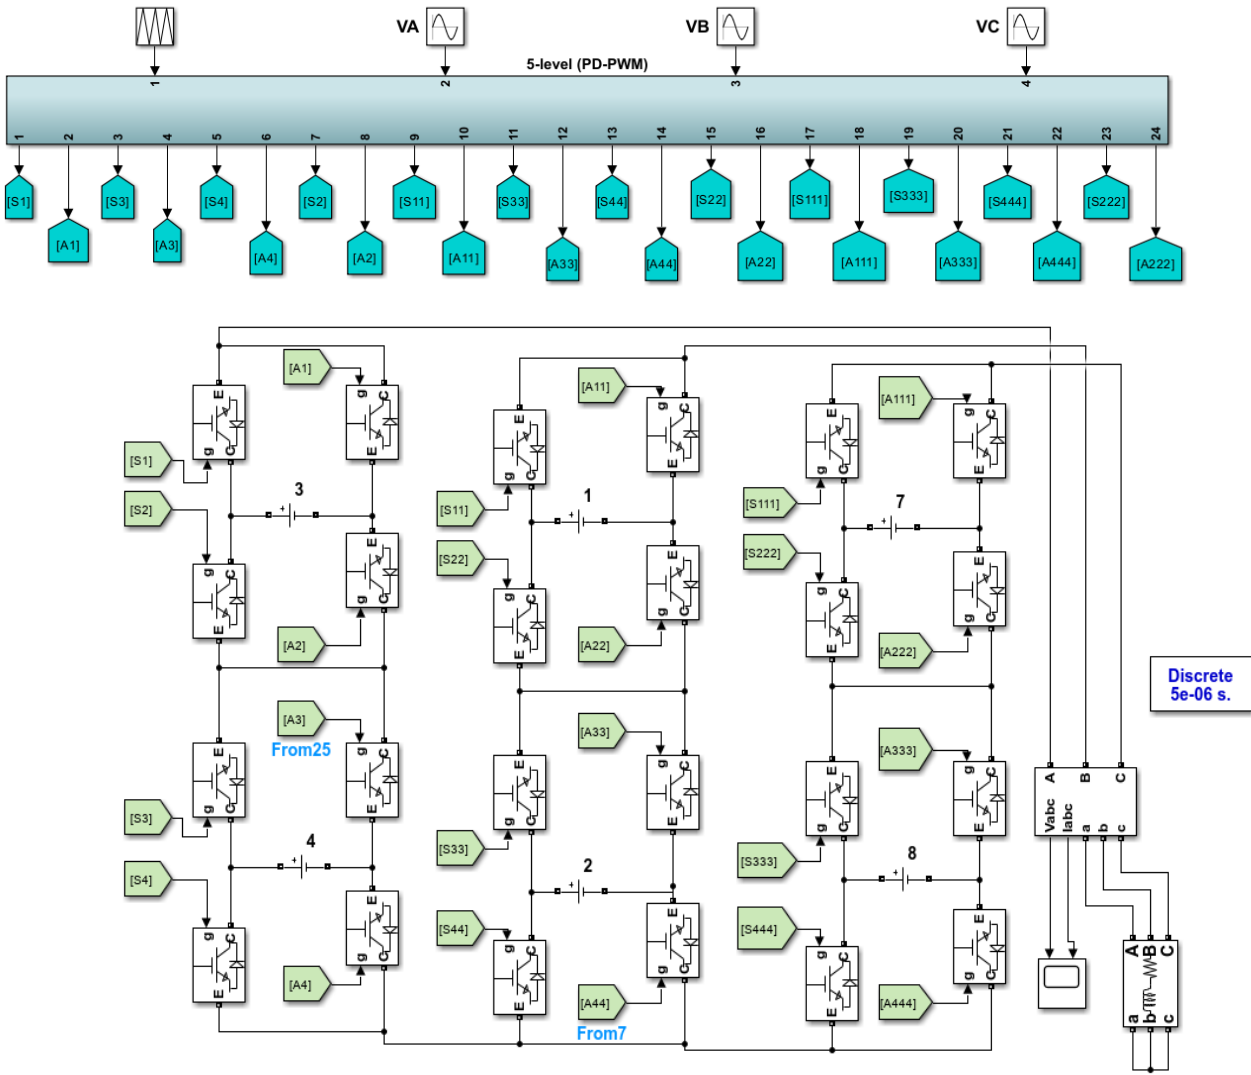 VA
VB
VC
5-level (PD-PWM)
1
2
3
4
1
2
3
4
5
6
7
8
9
10
11
12
13
14
15
16
17
18
19
20
21
22
23
24
[S1]
[A1]
[S3]
[A3]
[S4]
[A4]
[S2]
[A2]
[S11]
[A11]
[S33]
[A33]
[S44]
[A44]
[S22]
[A22]
[S111]
[A111]
[S333]
[A333]
[S444]
[A444]
[S222]
[A222]
[A1]
E
g
C
g
C
E
[S1]
[S2]
3
+
g
C
E
E
g
C
[A2]
[A3]
From25
E
g
C
g
C
E
[S3]
[S4]
4
+
g
C
E
E
g
C
[A4]
[A11]
E
g
C
g
C
E
[S11]
[S22]
1
+
g
C
E
E
g
C
[A22]
[A33]
E
g
C
g
C
E
[S33]
[S44]
2
+
g
C
E
E
g
C
[A44]
From7
[A111]
E
g
C
g
C
E
[S111]
[S222]
7
+
g
C
E
E
g
C
[A222]
[A333]
E
g
C
g
C
E
[S333]
[S444]
8
+
g
C
E
E
g
C
[A444]
Discrete
5e-06 s.
A
B
C
Vabc
Iabc
a
b
c
A
B
C
a
b
c